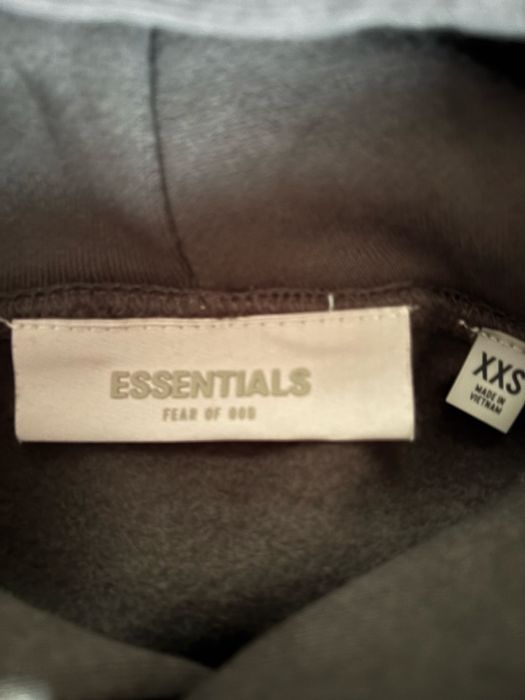 ESSENTIALS
FEAR OF GOD
XXS
MADE IN
VIETNAM